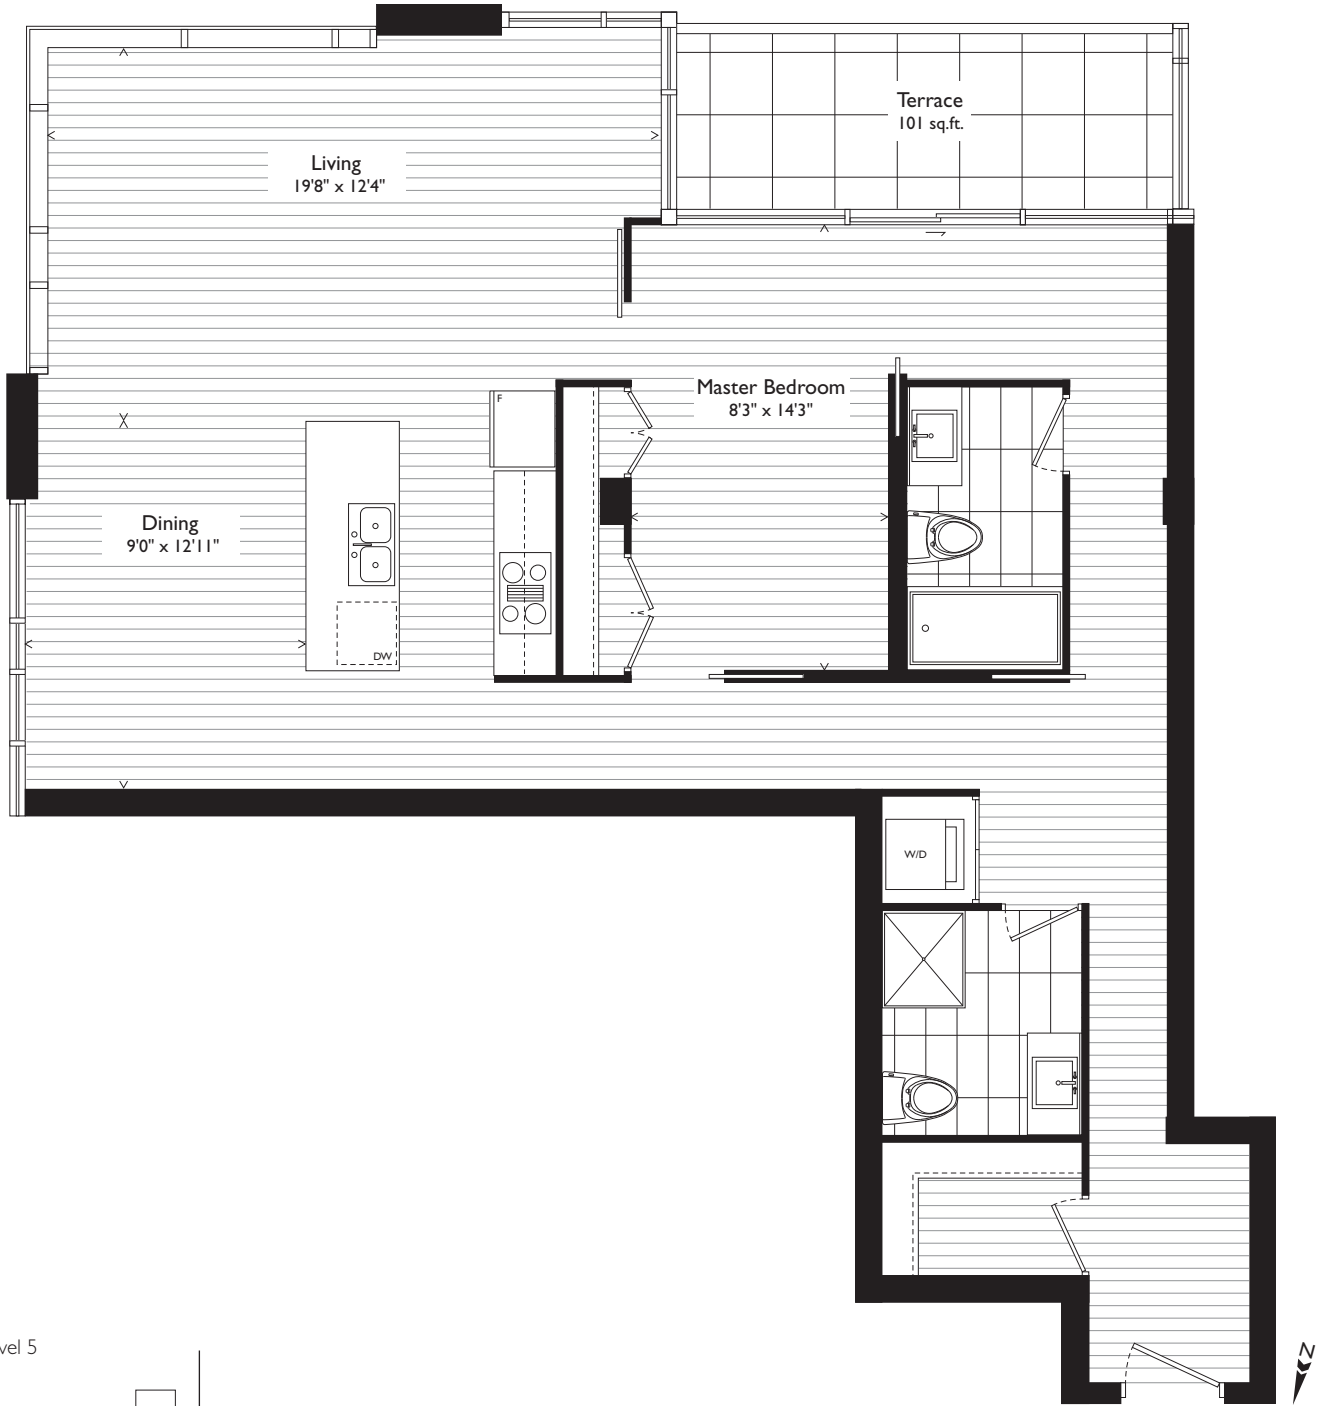 Terrace
101 sq.ft.
Living
19'8" x 12'4"
Master Bedroom
8'3" x 14'3"
F
Dining
9'0" x 12'11"
DW
W/D
vel 5
N